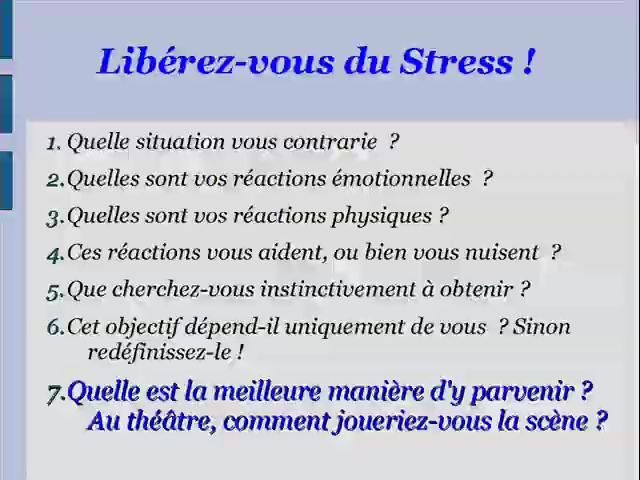 Libérez-vous du Stress !
1. Quelle situation vous contrarie ?
2.Quelles sont vos réactions émotionnelles ?
3.Quelles sont vos réactions physiques ?
4.Ces réactions vous aident, ou bien vous nuisent ?
5.Que cherchez-vous instinctivement à obtenir ?
6.Cet objectif dépend-il uniquement de vous ? Sinon
redéfinissez-le !
7.Quelle est la meilleure manière d'y parvenir ?
Au théâtre, comment joueriez-vous la scène ?